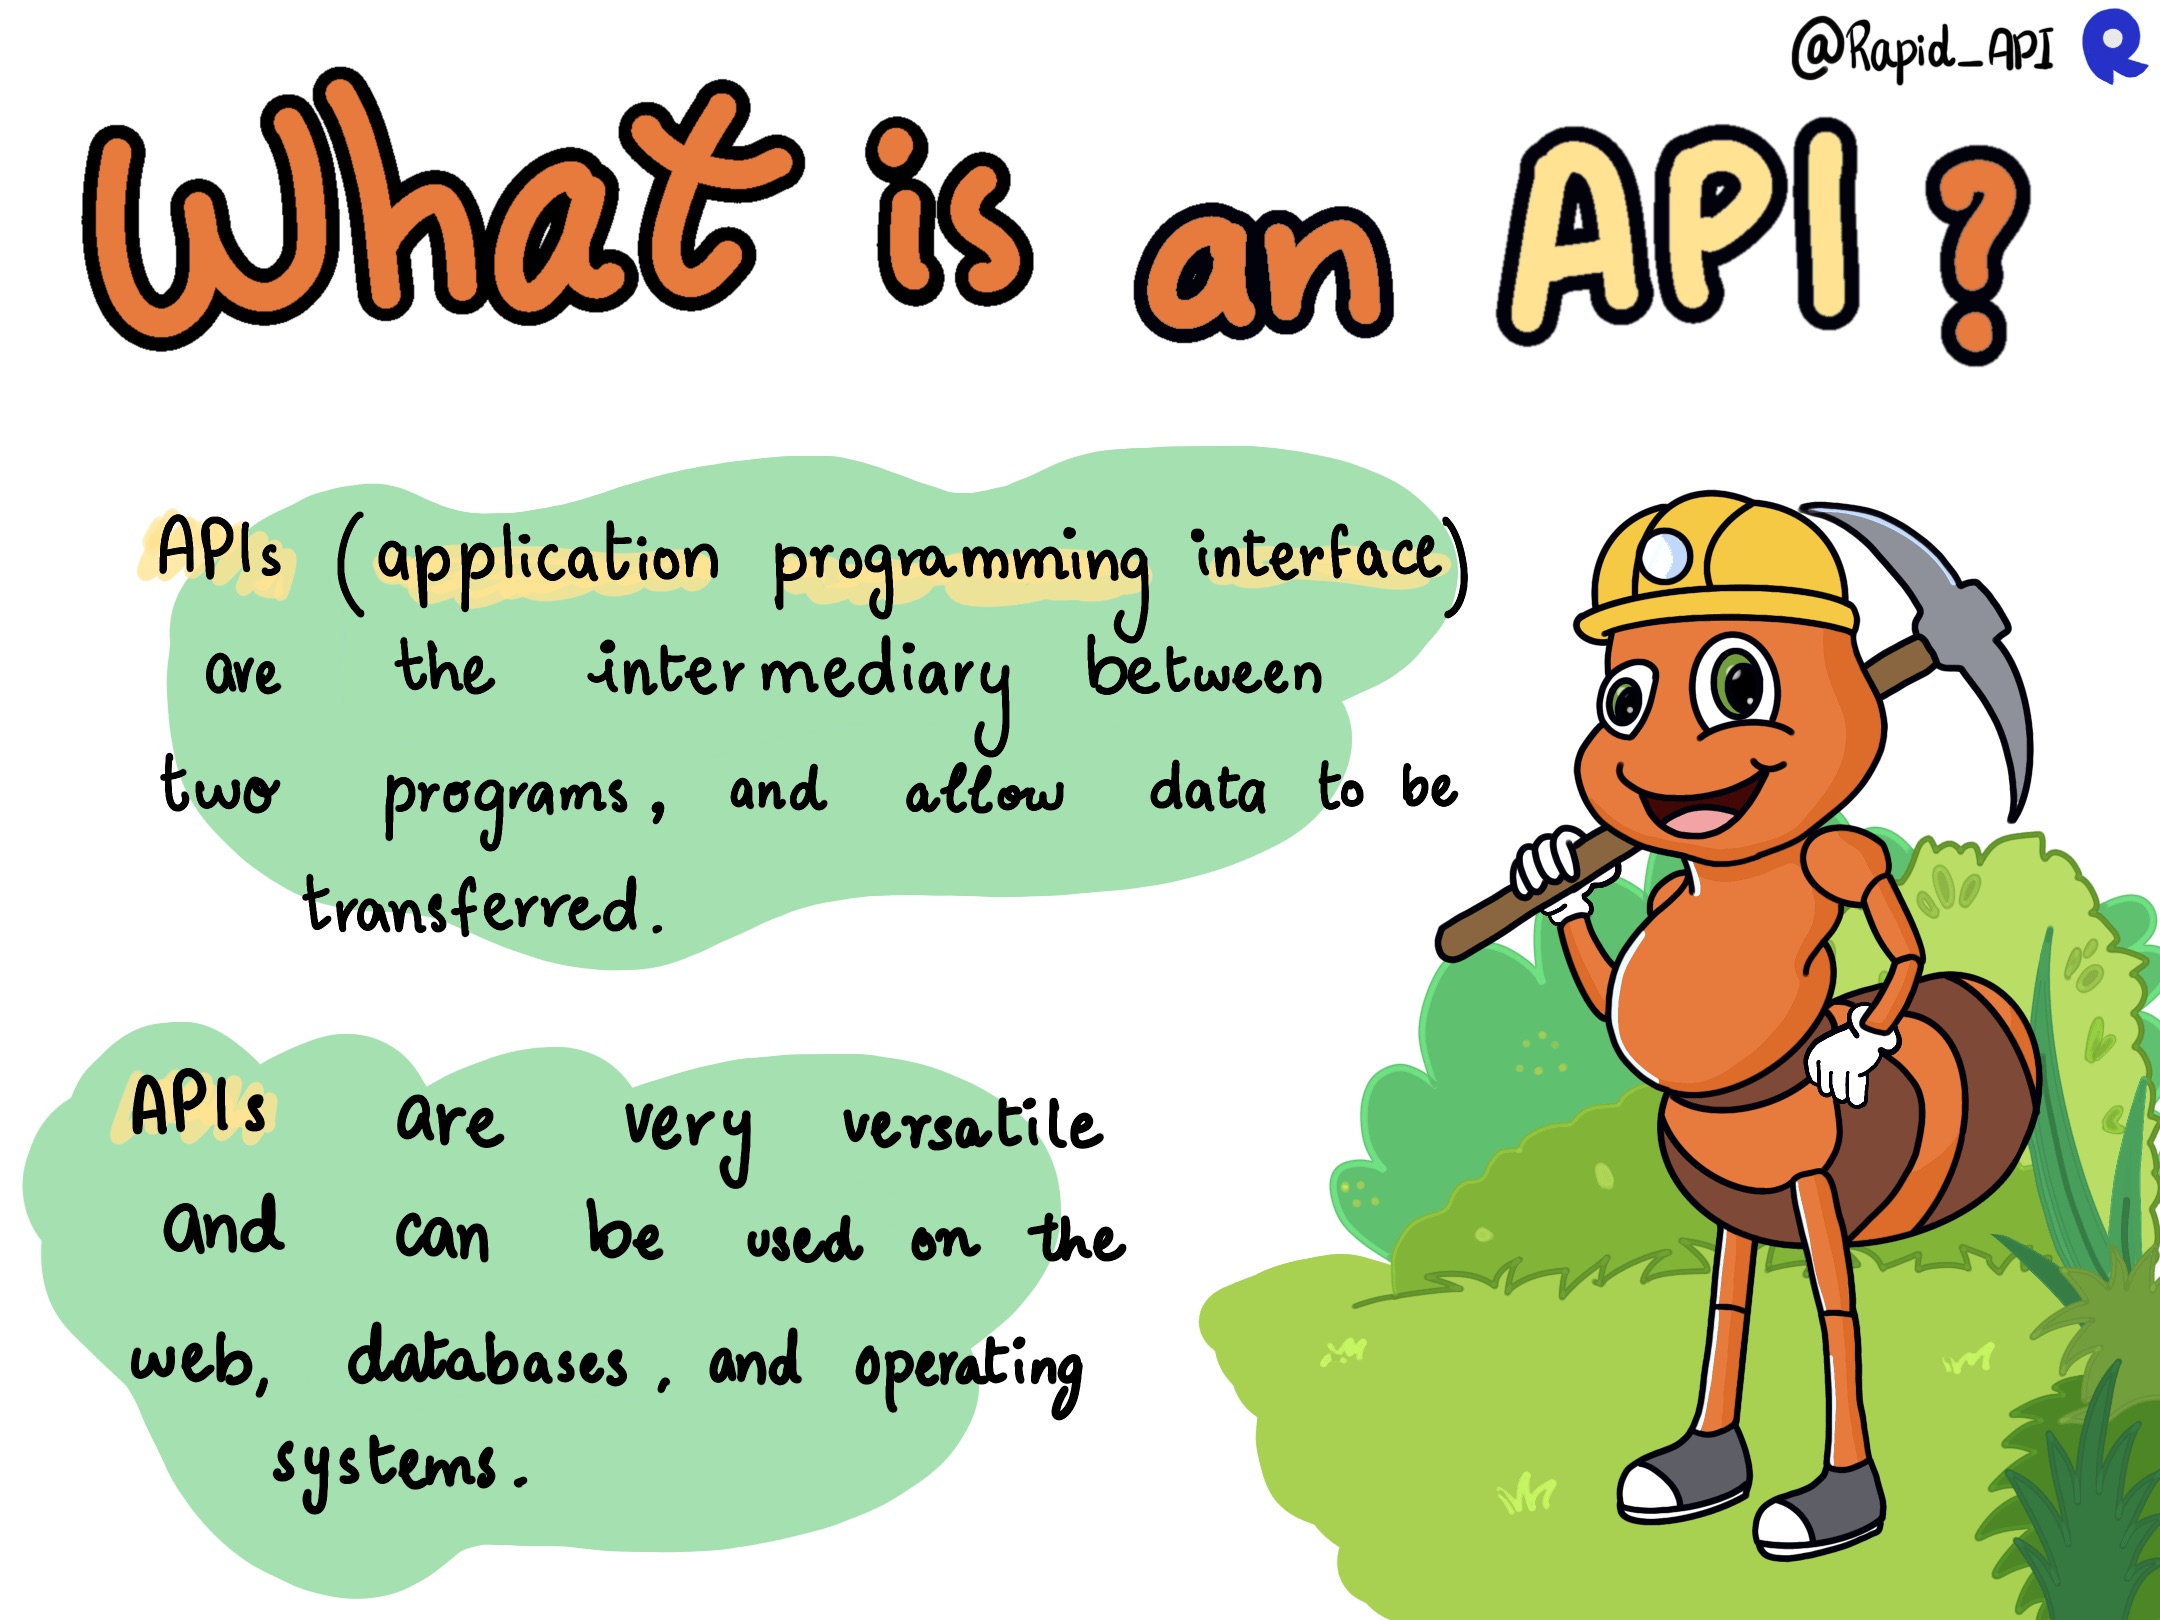 @Rapid_API
What is an API?
APIs (application programming interface)
are the intermediary between
two programs, and allow data to be
transferred.
APIs are very versatile
and can be used on the
web, databases, and operating
systems.